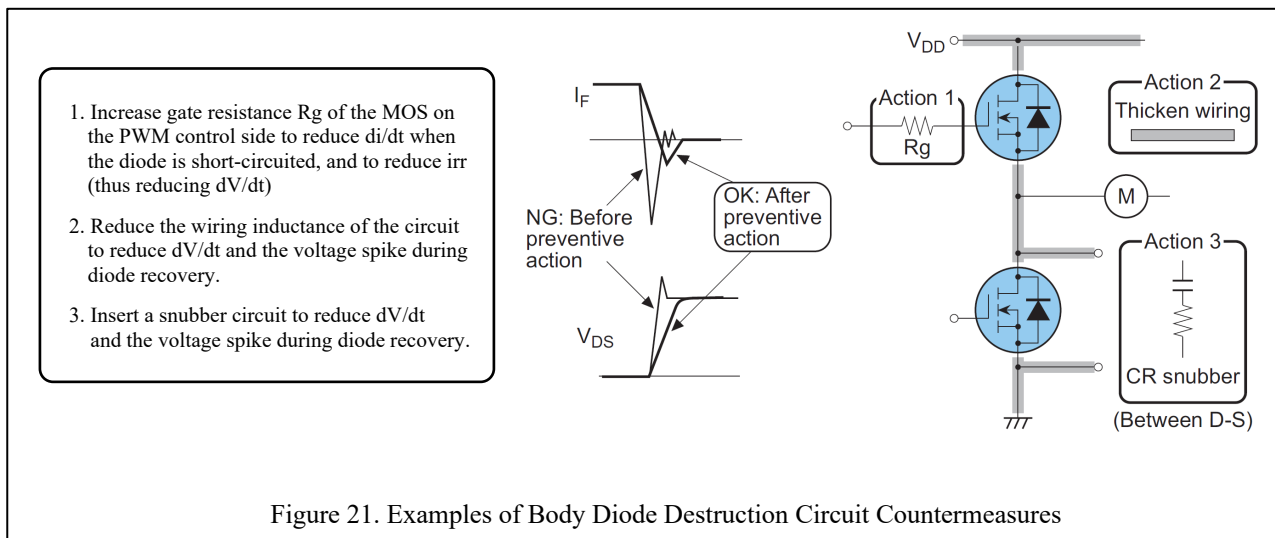 1. Increase gate resistance Rg of the MOS on
the PWM control side to reduce di/dt when
the diode is short-circuited, and to reduce irr
(thus reducing dV/dt)
2. Reduce the wiring inductance of the circuit
to reduce dV/dt and the voltage spike during
diode recovery.
3. Insert a snubber circuit to reduce dV/dt
and the voltage spike during diode recovery.
IF
NG: Before
preventive
action
OK: After
preventive
action
VDS
VDD
Action 1
Rg
Action 2
Thicken wiring
M
Action 3
CR snubber
(Between D-S)
Figure 21. Examples of Body Diode Destruction Circuit Countermeasures